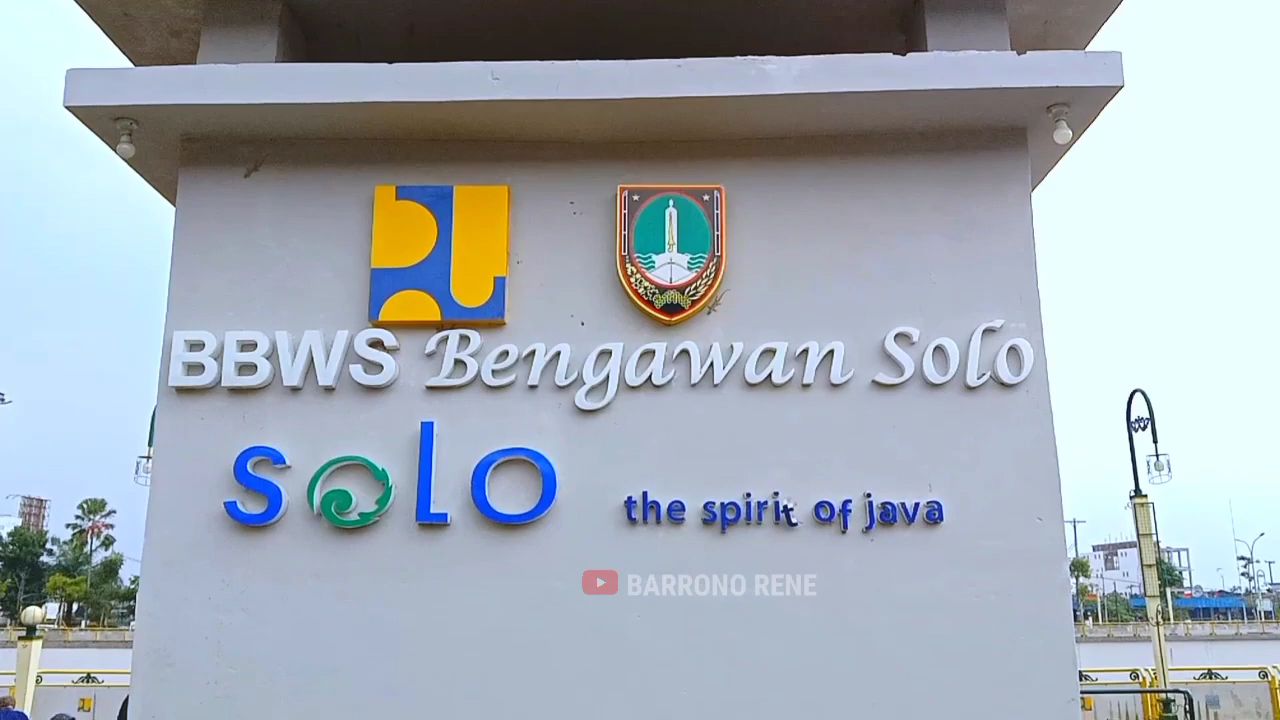 BBWS Bengawan Solo
solo
the spirit of java
BARRONO RENE